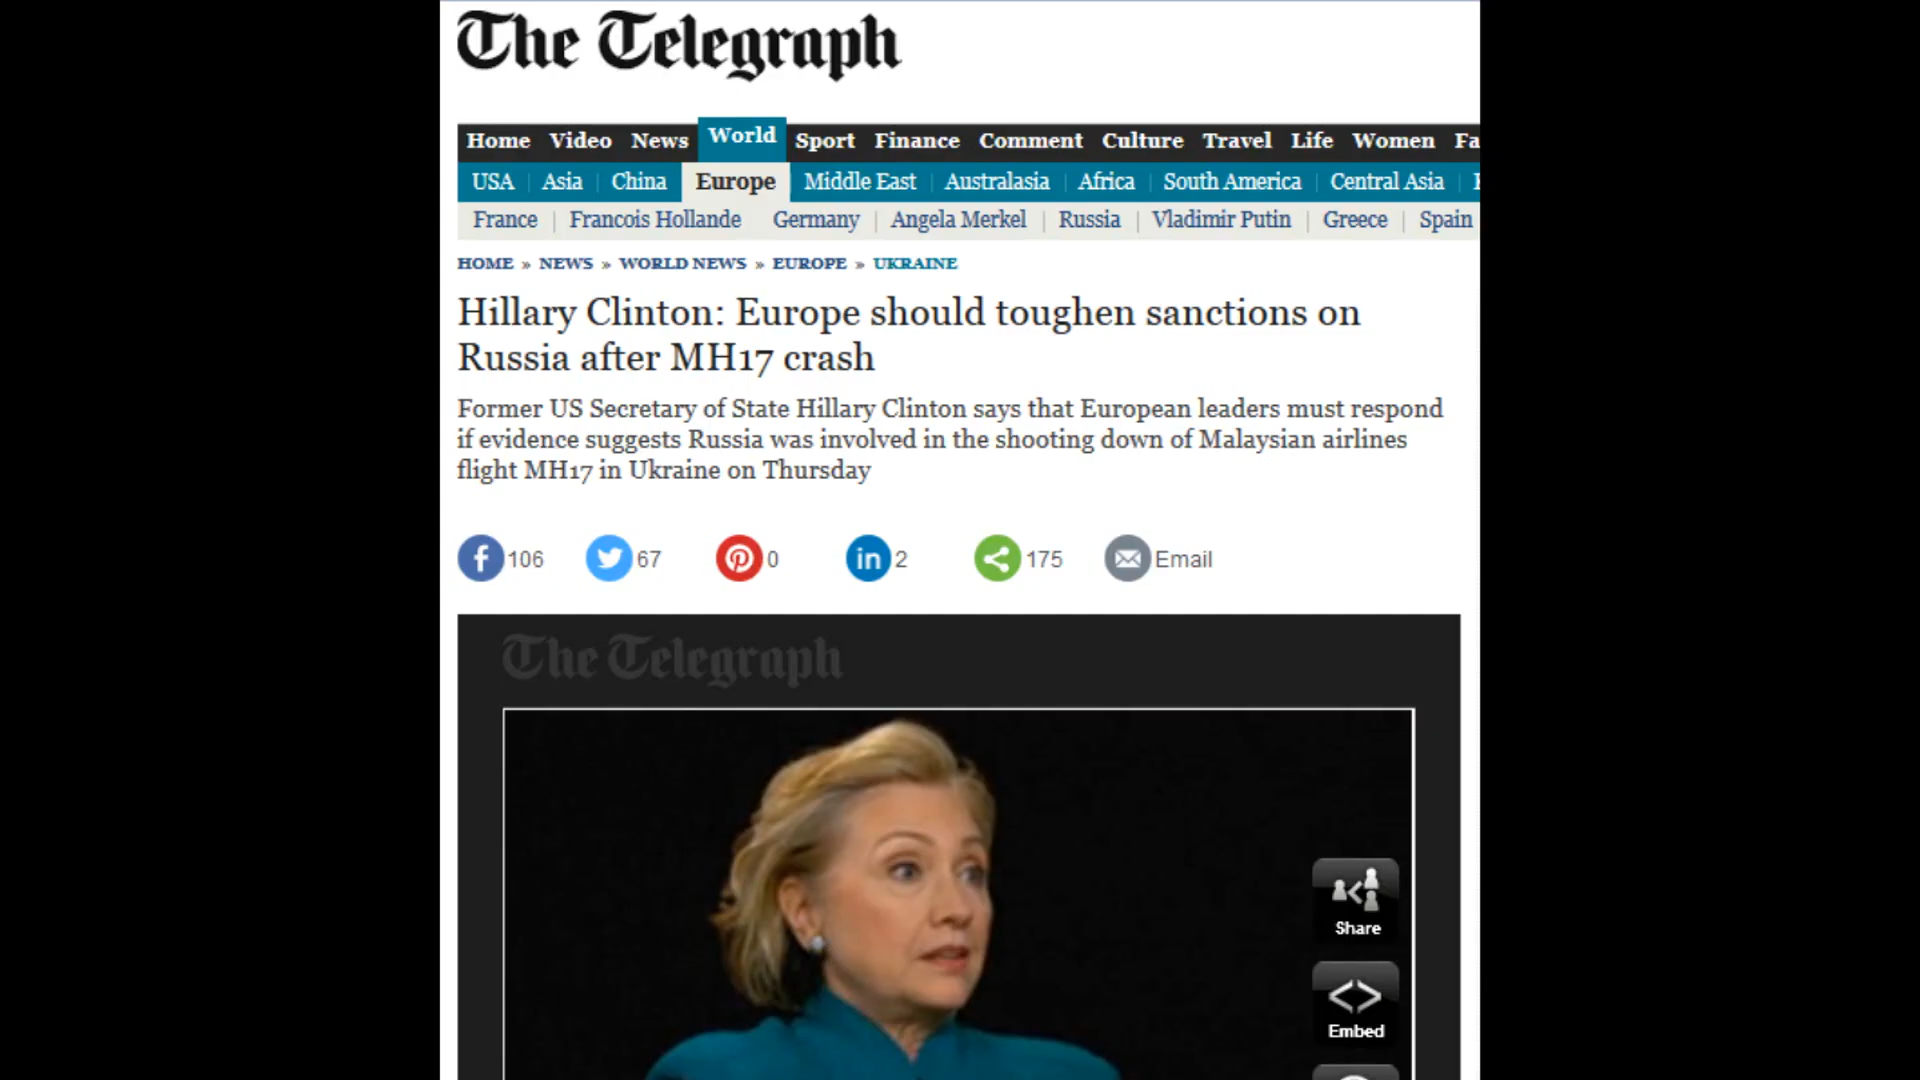 The Telegraph
Home Video News World Sport Finance Comment Culture Travel Life Women Fa
USA Asia China Europe Middle East Australasia Africa South America Central Asia
France Francois Hollande Germany Angela Merkel Russia Vladimir Putin Greece Spain
HOME » NEWS » WORLD NEWS » EUROPE » UKRAINE
Hillary Clinton: Europe should toughen sanctions on
Russia after MH17 crash
Former US Secretary of State Hillary Clinton says that European leaders must respond
if evidence suggests Russia was involved in the shooting down of Malaysian airlines
flight MH17 in Ukraine on Thursday
106 67 0 in 2 175 Email
The Telegraph
Share
Embed